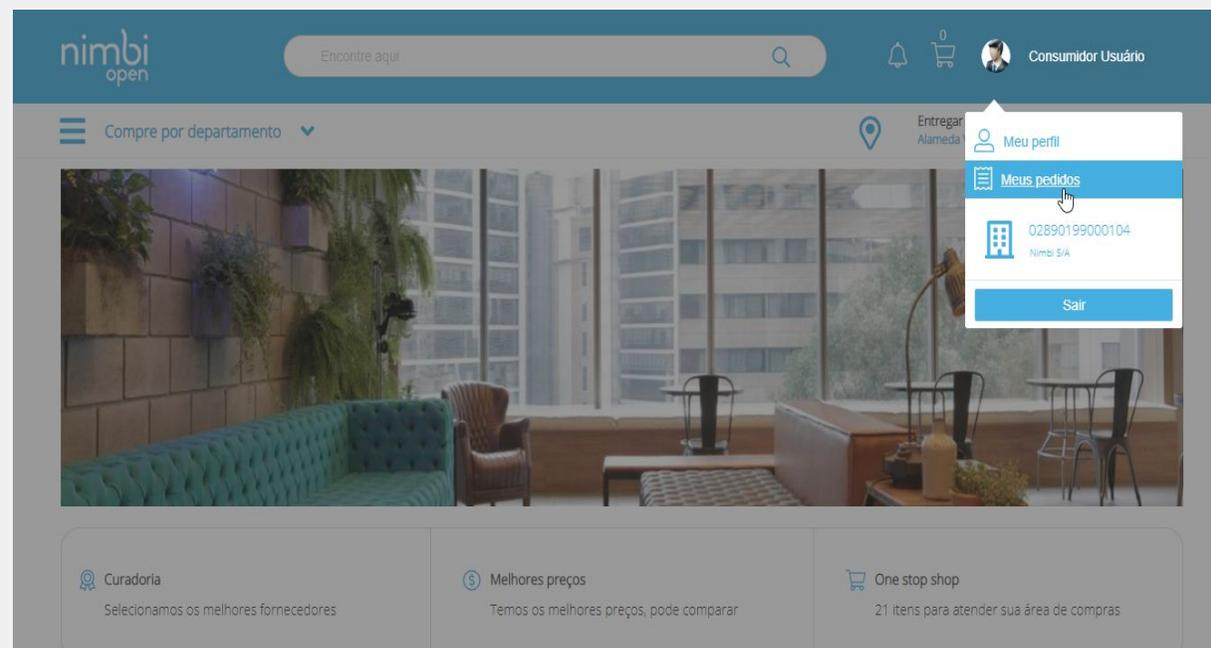 nimbi
open
Encontre aqui
0
Consumidor Usuário
Compre por departamento
Entregar
Alameda
Meu perfil
Meus pedidos
02890199000104
Nimbi S/A
Sair
Curadoria
Selecionamos os melhores fornecedores
Melhores preços
Temos os melhores preços, pode comparar
One stop shop
21 itens para atender sua área de compras